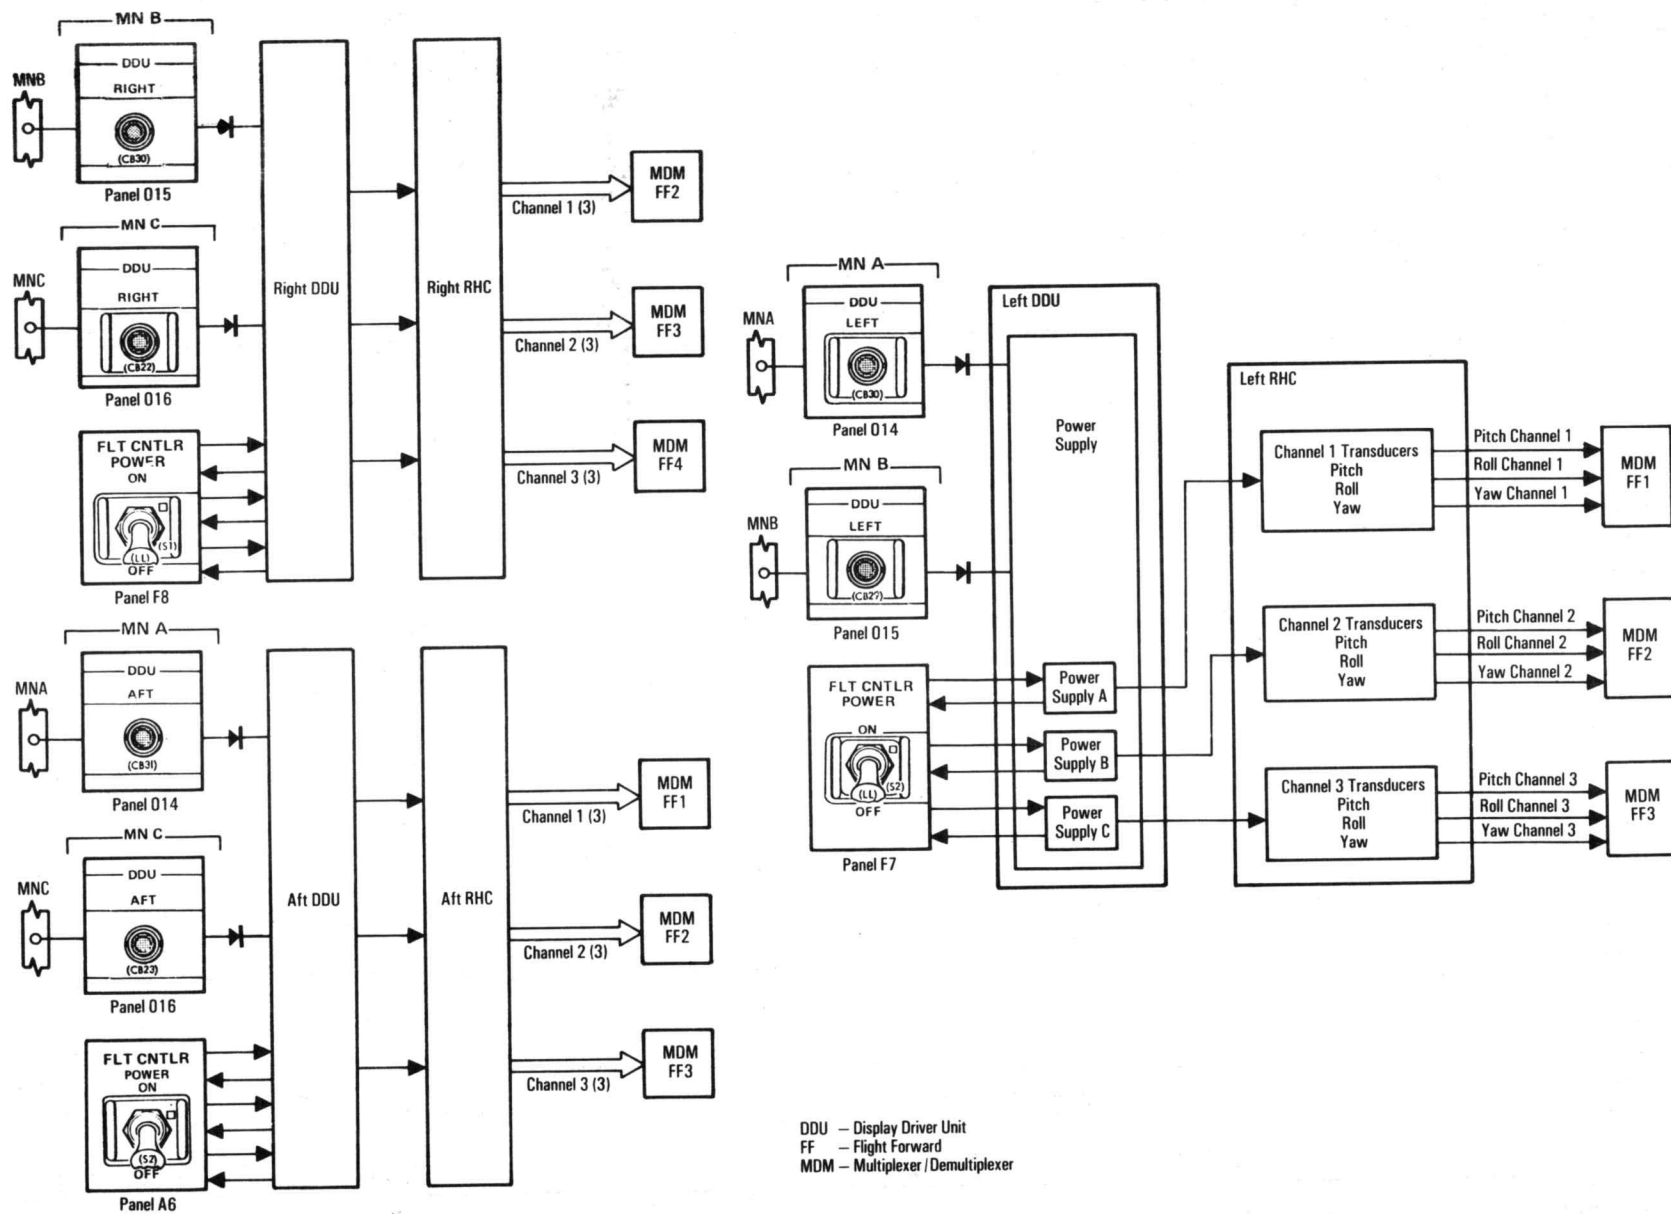 MN B
DDU
RIGHT
MNB
(CB30)
Panel O15
MN C
DDU
RIGHT
MNC
(CB22)
Panel O16
FLT CNTLR
POWER
ON
(S1)
(LL)
OFF
Panel F8
Right DDU
Right RHC
Channel 1 (3)
MDM
FF2
Channel 2 (3)
MDM
FF3
Channel 3 (3)
MDM
FF4
MN A
DDU
AFT
MNA
(CB31)
Panel O14
MN C
DDU
AFT
MNC
(CB23)
Panel O16
FLT CNTLR
POWER
ON
(S2)
OFF
Panel A6
Aft DDU
Aft RHC
Channel 1 (3)
MDM
FF1
Channel 2 (3)
MDM
FF2
Channel 3 (3)
MDM
FF3
MN A
DDU
LEFT
MNA
(CB30)
Panel O14
MN B
DDU
LEFT
MNB
Panel O15
FLT CNTLR
POWER
ON
(S2)
(LL)
OFF
Panel F7
Left DDU
Power
Supply
Power
Supply A
Power
Supply B
Power
Supply C
Left RHC
Channel 1 Transducers
Pitch
Roll
Yaw
Pitch Channel 1
Roll Channel 1
Yaw Channel 1
MDM
FF1
Channel 2 Transducers
Pitch
Roll
Yaw
Pitch Channel 2
Roll Channel 2
Yaw Channel 2
MDM
FF2
Channel 3 Transducers
Pitch
Roll
Yaw
Pitch Channel 3
Roll Channel 3
Yaw Channel 3
MDM
FF3
DDU – Display Driver Unit
FF – Flight Forward
MDM – Multiplexer/Demultiplexer